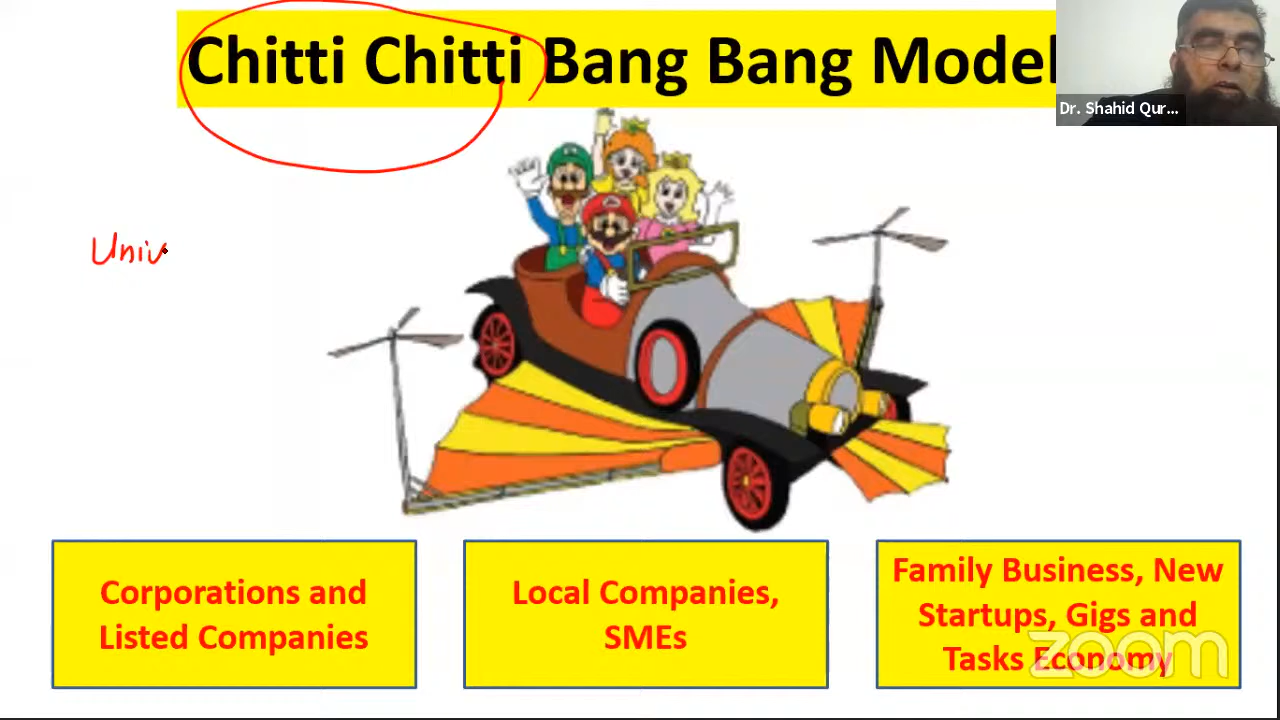 Chitti Chitti Bang Bang Model
Dr. Shahid Qur...
Univ
Corporations and
Listed Companies
Local Companies,
SMEs
Family Business, New
Startups, Gigs and
Tasks Economy
zoom